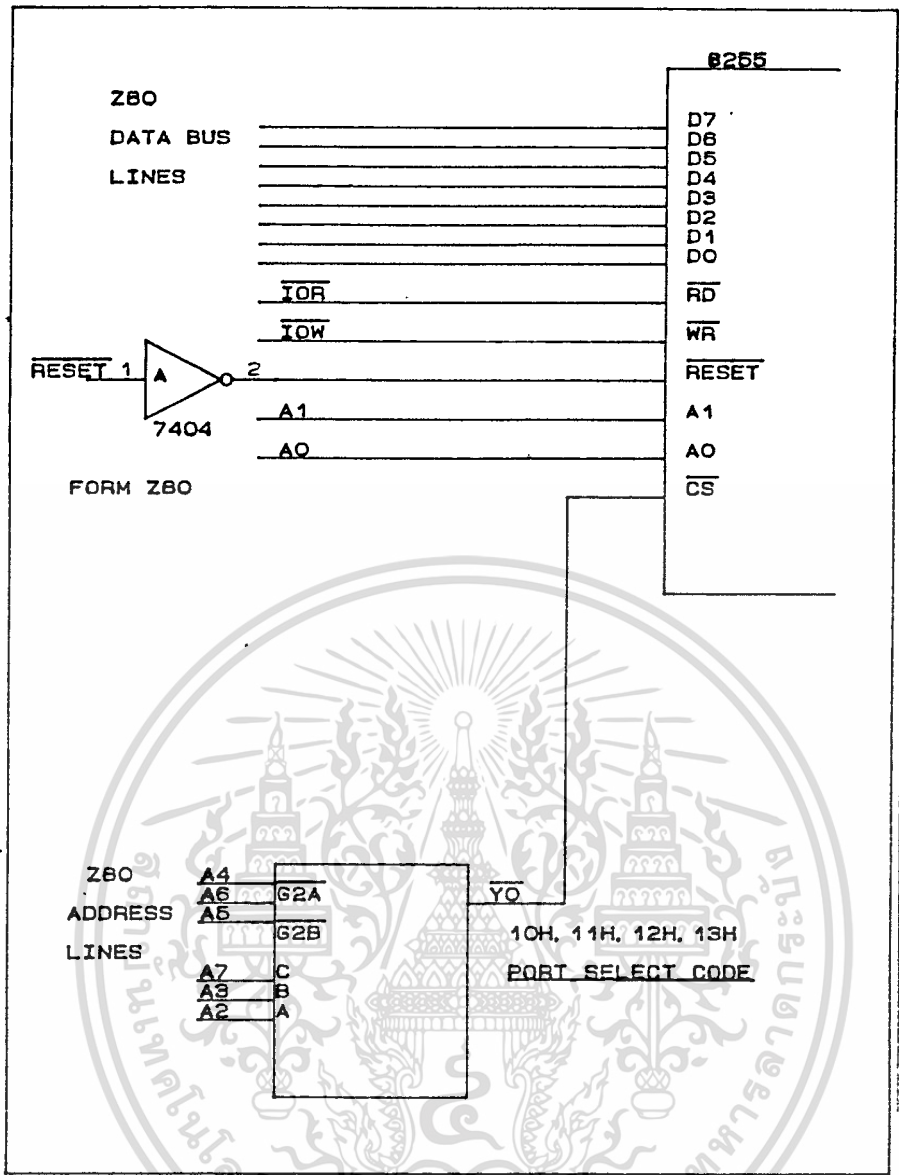 8255
Z80
DATA BUS
LINES
D7
D6
D5
D4
D3
D2
D1
D0
IOR
RD
IOW
WR
RESET 1
A
2
7404
RESET
A1
A1
A0
A0
FORM Z80
CS
Z80
ADDRESS
LINES
A4
A6
A5
G2A
G2B
A7
A3
A2
C
B
A
Y0
10H, 11H, 12H, 13H
PORT SELECT CODE